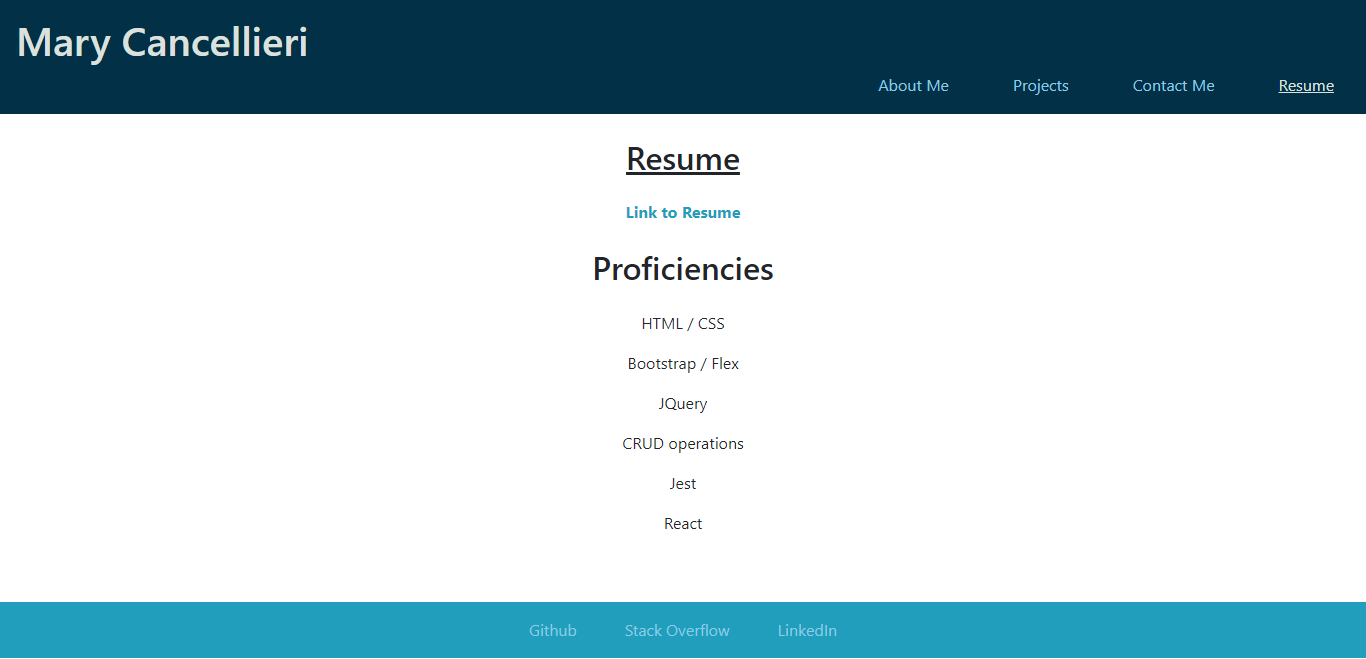 Mary Cancellieri
About Me Projects Contact Me Resume
Resume
Link to Resume
Proficiencies
HTML / CSS
Bootstrap / Flex
JQuery
CRUD operations
Jest
React
Github Stack Overflow LinkedIn